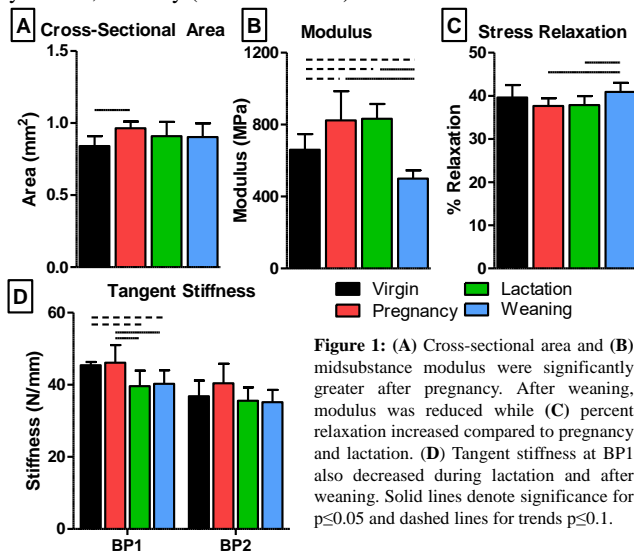 A Cross-Sectional Area
Area (mm²)
1.5
1.0
0.5
0.0
B Modulus
Modulus (MPa)
1200
800
400
0
C Stress Relaxation
% Relaxation
50
40
30
20
10
0
Virgin
Pregnancy
Lactation
Weaning
D Tangent Stiffness
Stiffness (N/mm)
60
40
20
0
BP1 BP2
Figure 1: (A) Cross-sectional area and (B)
midsubstance modulus were significantly
greater after pregnancy. After weaning,
modulus was reduced while (C) percent
relaxation increased compared to pregnancy
and lactation. (D) Tangent stiffness at BP1
also decreased during lactation and after
weaning. Solid lines denote significance for
p≤0.05 and dashed lines for trends p≤0.1.